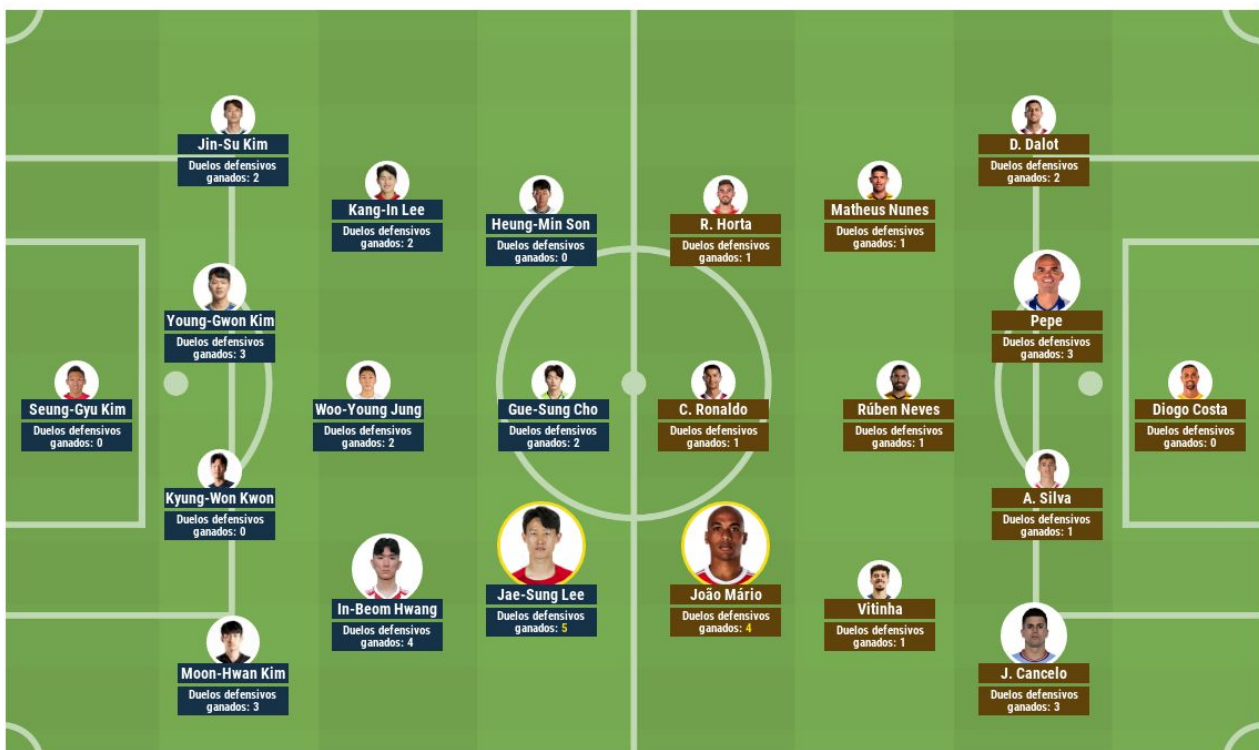 Jin-Su Kim
Duelos defensivos
ganados: 2
Kang-In Lee
Duelos defensivos
ganados: 2
Heung-Min Son
Duelos defensivos
ganados: 0
R. Horta
Duelos defensivos
ganados: 1
Matheus Nunes
Duelos defensivos
ganados: 1
D. Dalot
Duelos defensivos
ganados: 2
Young-Gwon Kim
Duelos defensivos
ganados: 3
Pepe
Duelos defensivos
ganados: 3
Seung-Gyu Kim
Duelos defensivos
ganados: 0
Woo-Young Jung
Duelos defensivos
ganados: 2
Gue-Sung Cho
Duelos defensivos
ganados: 2
C. Ronaldo
Duelos defensivos
ganados: 1
Rúben Neves
Duelos defensivos
ganados: 1
Diogo Costa
Duelos defensivos
ganados: 0
Kyung-Won Kwon
Duelos defensivos
ganados: 0
A. Silva
Duelos defensivos
ganados: 1
In-Beom Hwang
Duelos defensivos
ganados: 4
Jae-Sung Lee
Duelos defensivos
ganados: 5
João Mário
Duelos defensivos
ganados: 4
Vitinha
Duelos defensivos
ganados: 1
Moon-Hwan Kim
Duelos defensivos
ganados: 3
J. Cancelo
Duelos defensivos
ganados: 3